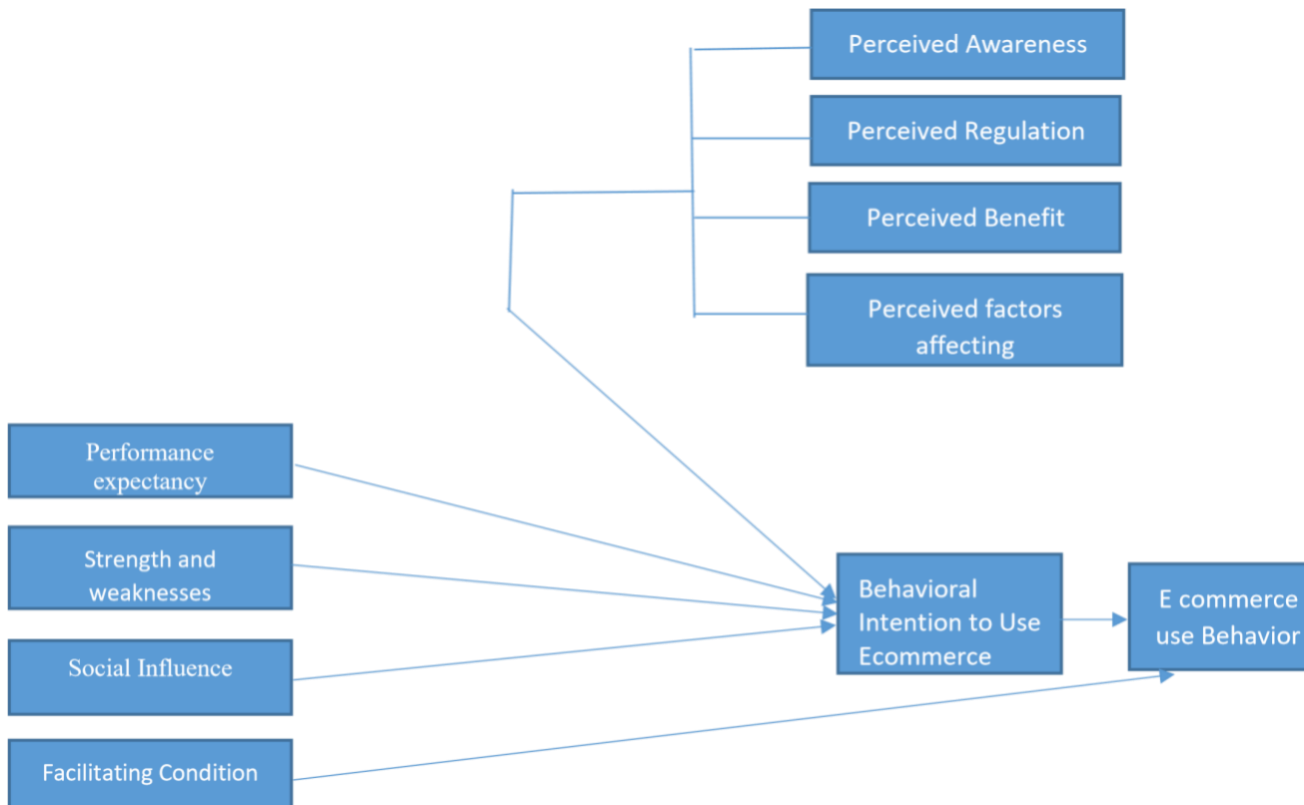 Perceived Awareness
Perceived Regulation
Perceived Benefit
Perceived factors
affecting
Performance
expectancy
Strength and
weaknesses
Social Influence
Facilitating Condition
Behavioral
Intention to Use
Ecommerce
E commerce
use Behavior